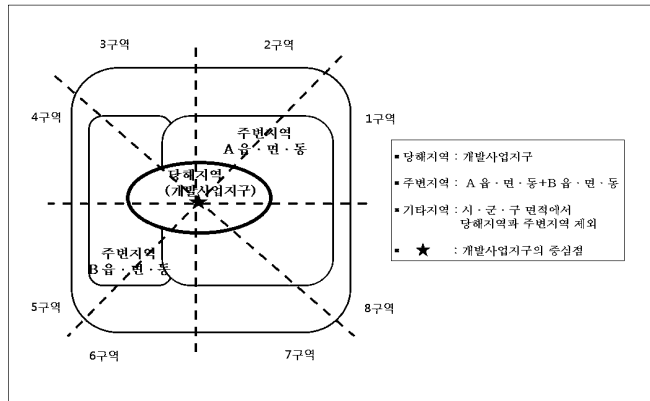 3구역
2구역
4구역
1구역
주변지역
A 읍·면·동
당해지역
(개발사업지구)
주변지역
B 읍·면·동
5구역
8구역
6구역
7구역
▪ 당해지역 : 개발사업지구
▪ 주변지역 : A 읍·면·동+B 읍·면·동
▪ 기타지역 : 시·군·구 면적에서
당해지역과 주변지역 제외
▪ ★ : 개발사업지구의 중심점